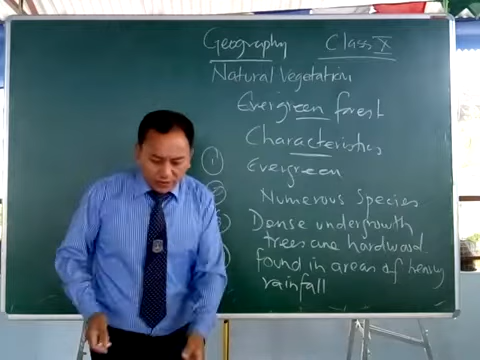 Geography Class X
Natural Vegetation
Evergreen forest
Characteristics
① Evergreen
② Numerous Species
Dense undergrowth
trees are hardwood
found in areas of heavy
rainfall